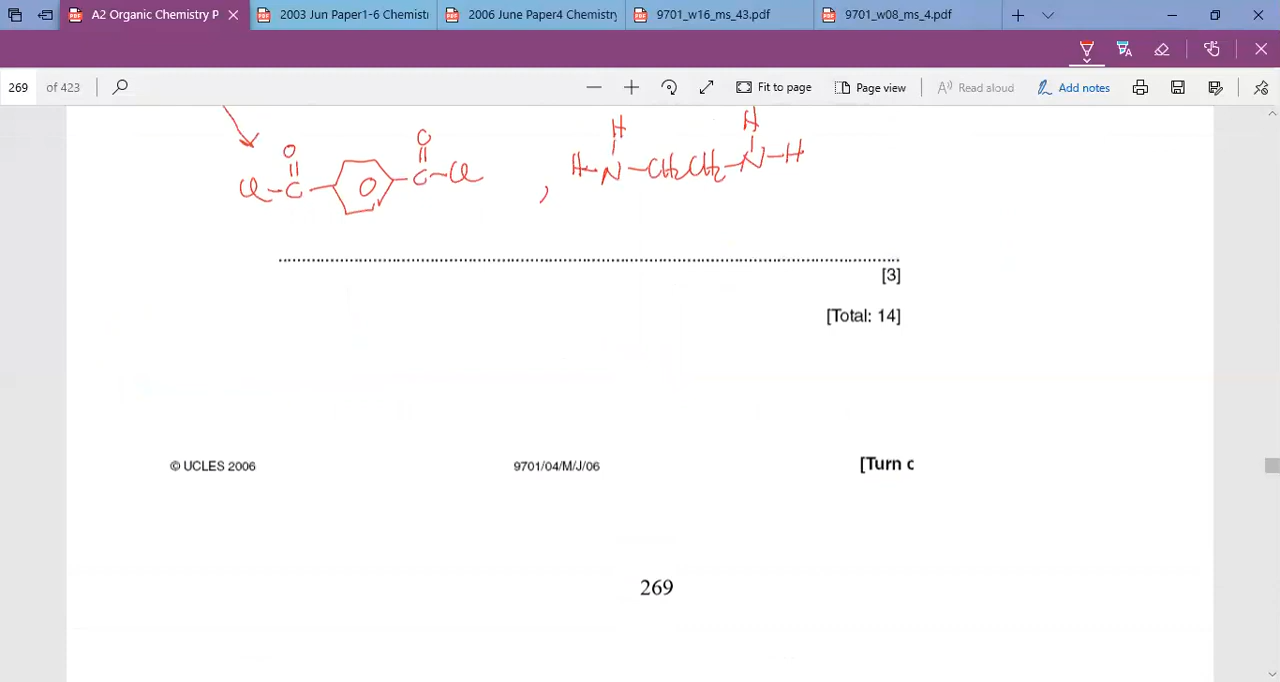 A2 Organic Chemistry P
2003 Jun Paper1-6 Chemistr
2006 June Paper4 Chemistry
9701_w16_ms_43.pdf
9701_w08_ms_4.pdf
269 of 423
Fit to page
Page view
Read aloud
Add notes
O O H H
Cl-C C-Cl , H-N-CH2CH2-N-H
O
[3]
[Total: 14]
© UCLES 2006 9701/04/M/J/06 [Turn o
269